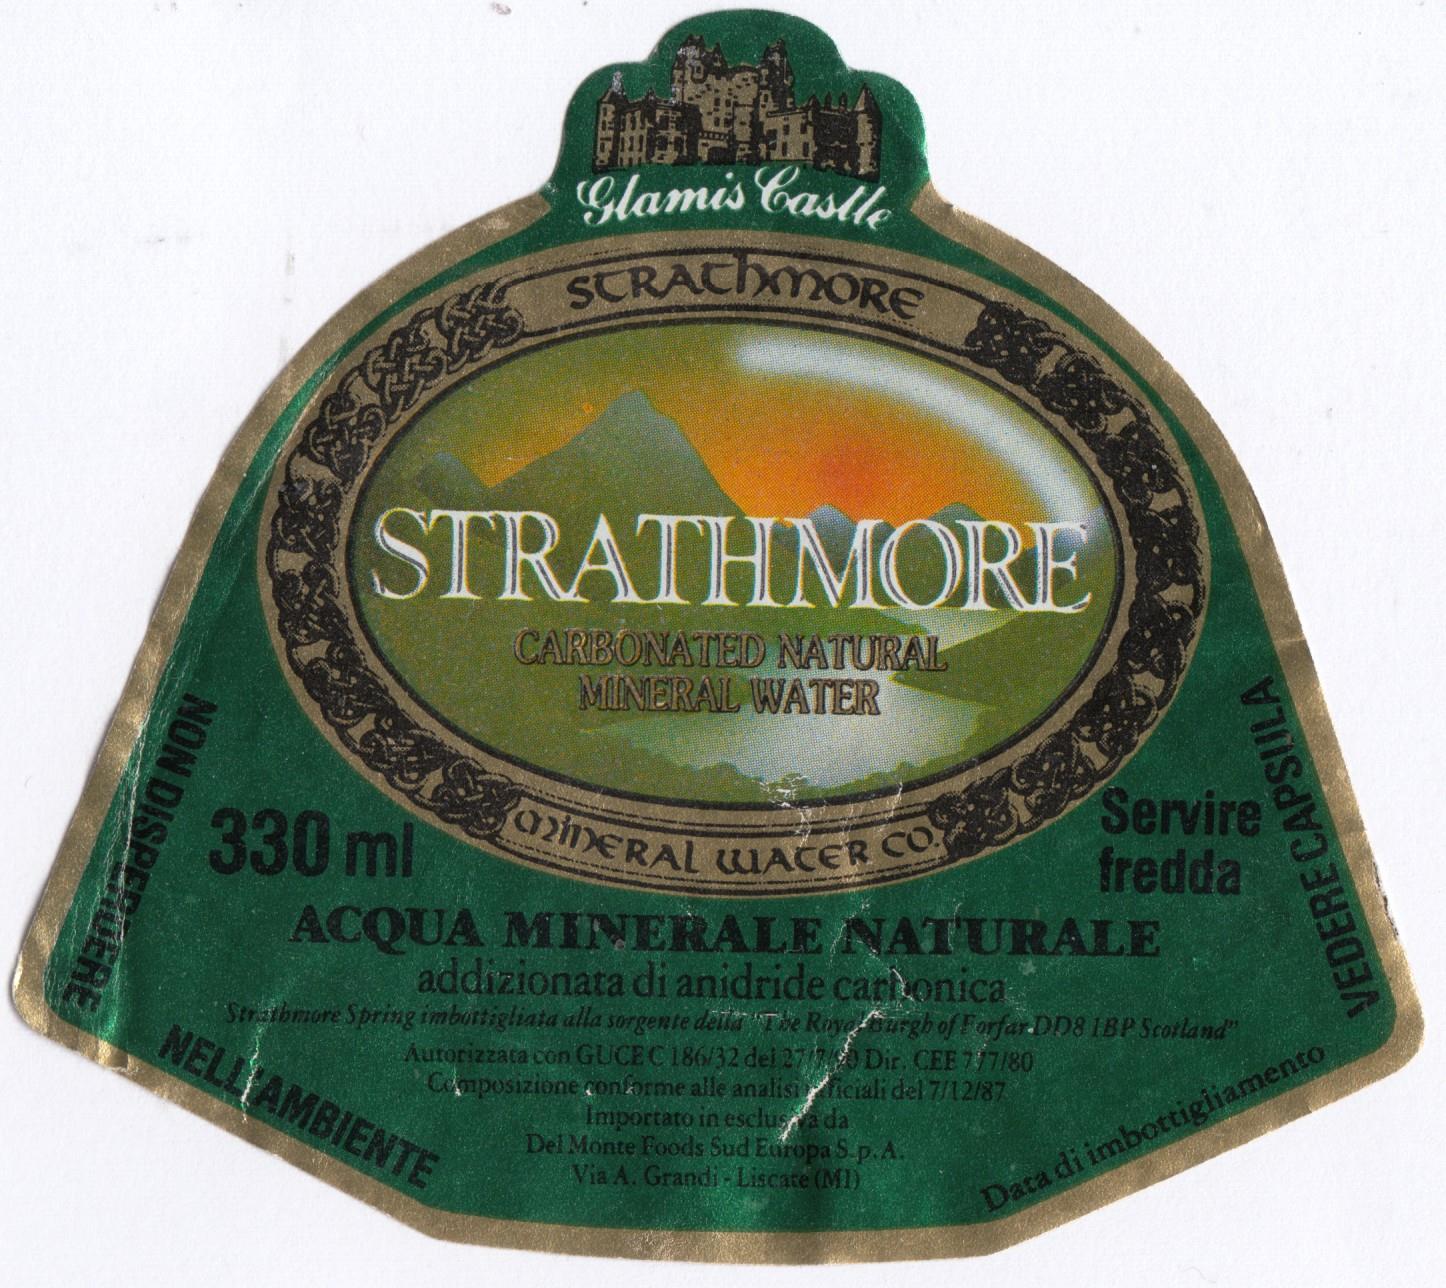 Glamis Castle
STRATHMORE
STRATHMORE
CARBONATED NATURAL
MINERAL WATER
MINERAL WATER CO.
330 ml
Servire
fredda
NON DISPERDERE
NELL'AMBIENTE
VEDERE CAPSULA
Data di imbottigliamento
ACQUA MINERALE NATURALE
addizionata di anidride carbonica
Strathmore Spring imbottigliata alla sorgente della "The Royal Burgh of Forfar DD8 1BP Scotland"
Autorizzata con GUCE C 186/32 del 27/7/90 Dir. CEE 777/80
Composizione conforme alle analisi ufficiali del 7/12/87
Importato in esclusiva da
Del Monte Foods Sud Europa S.p.A.
Via A. Grandi - Liscate (MI)